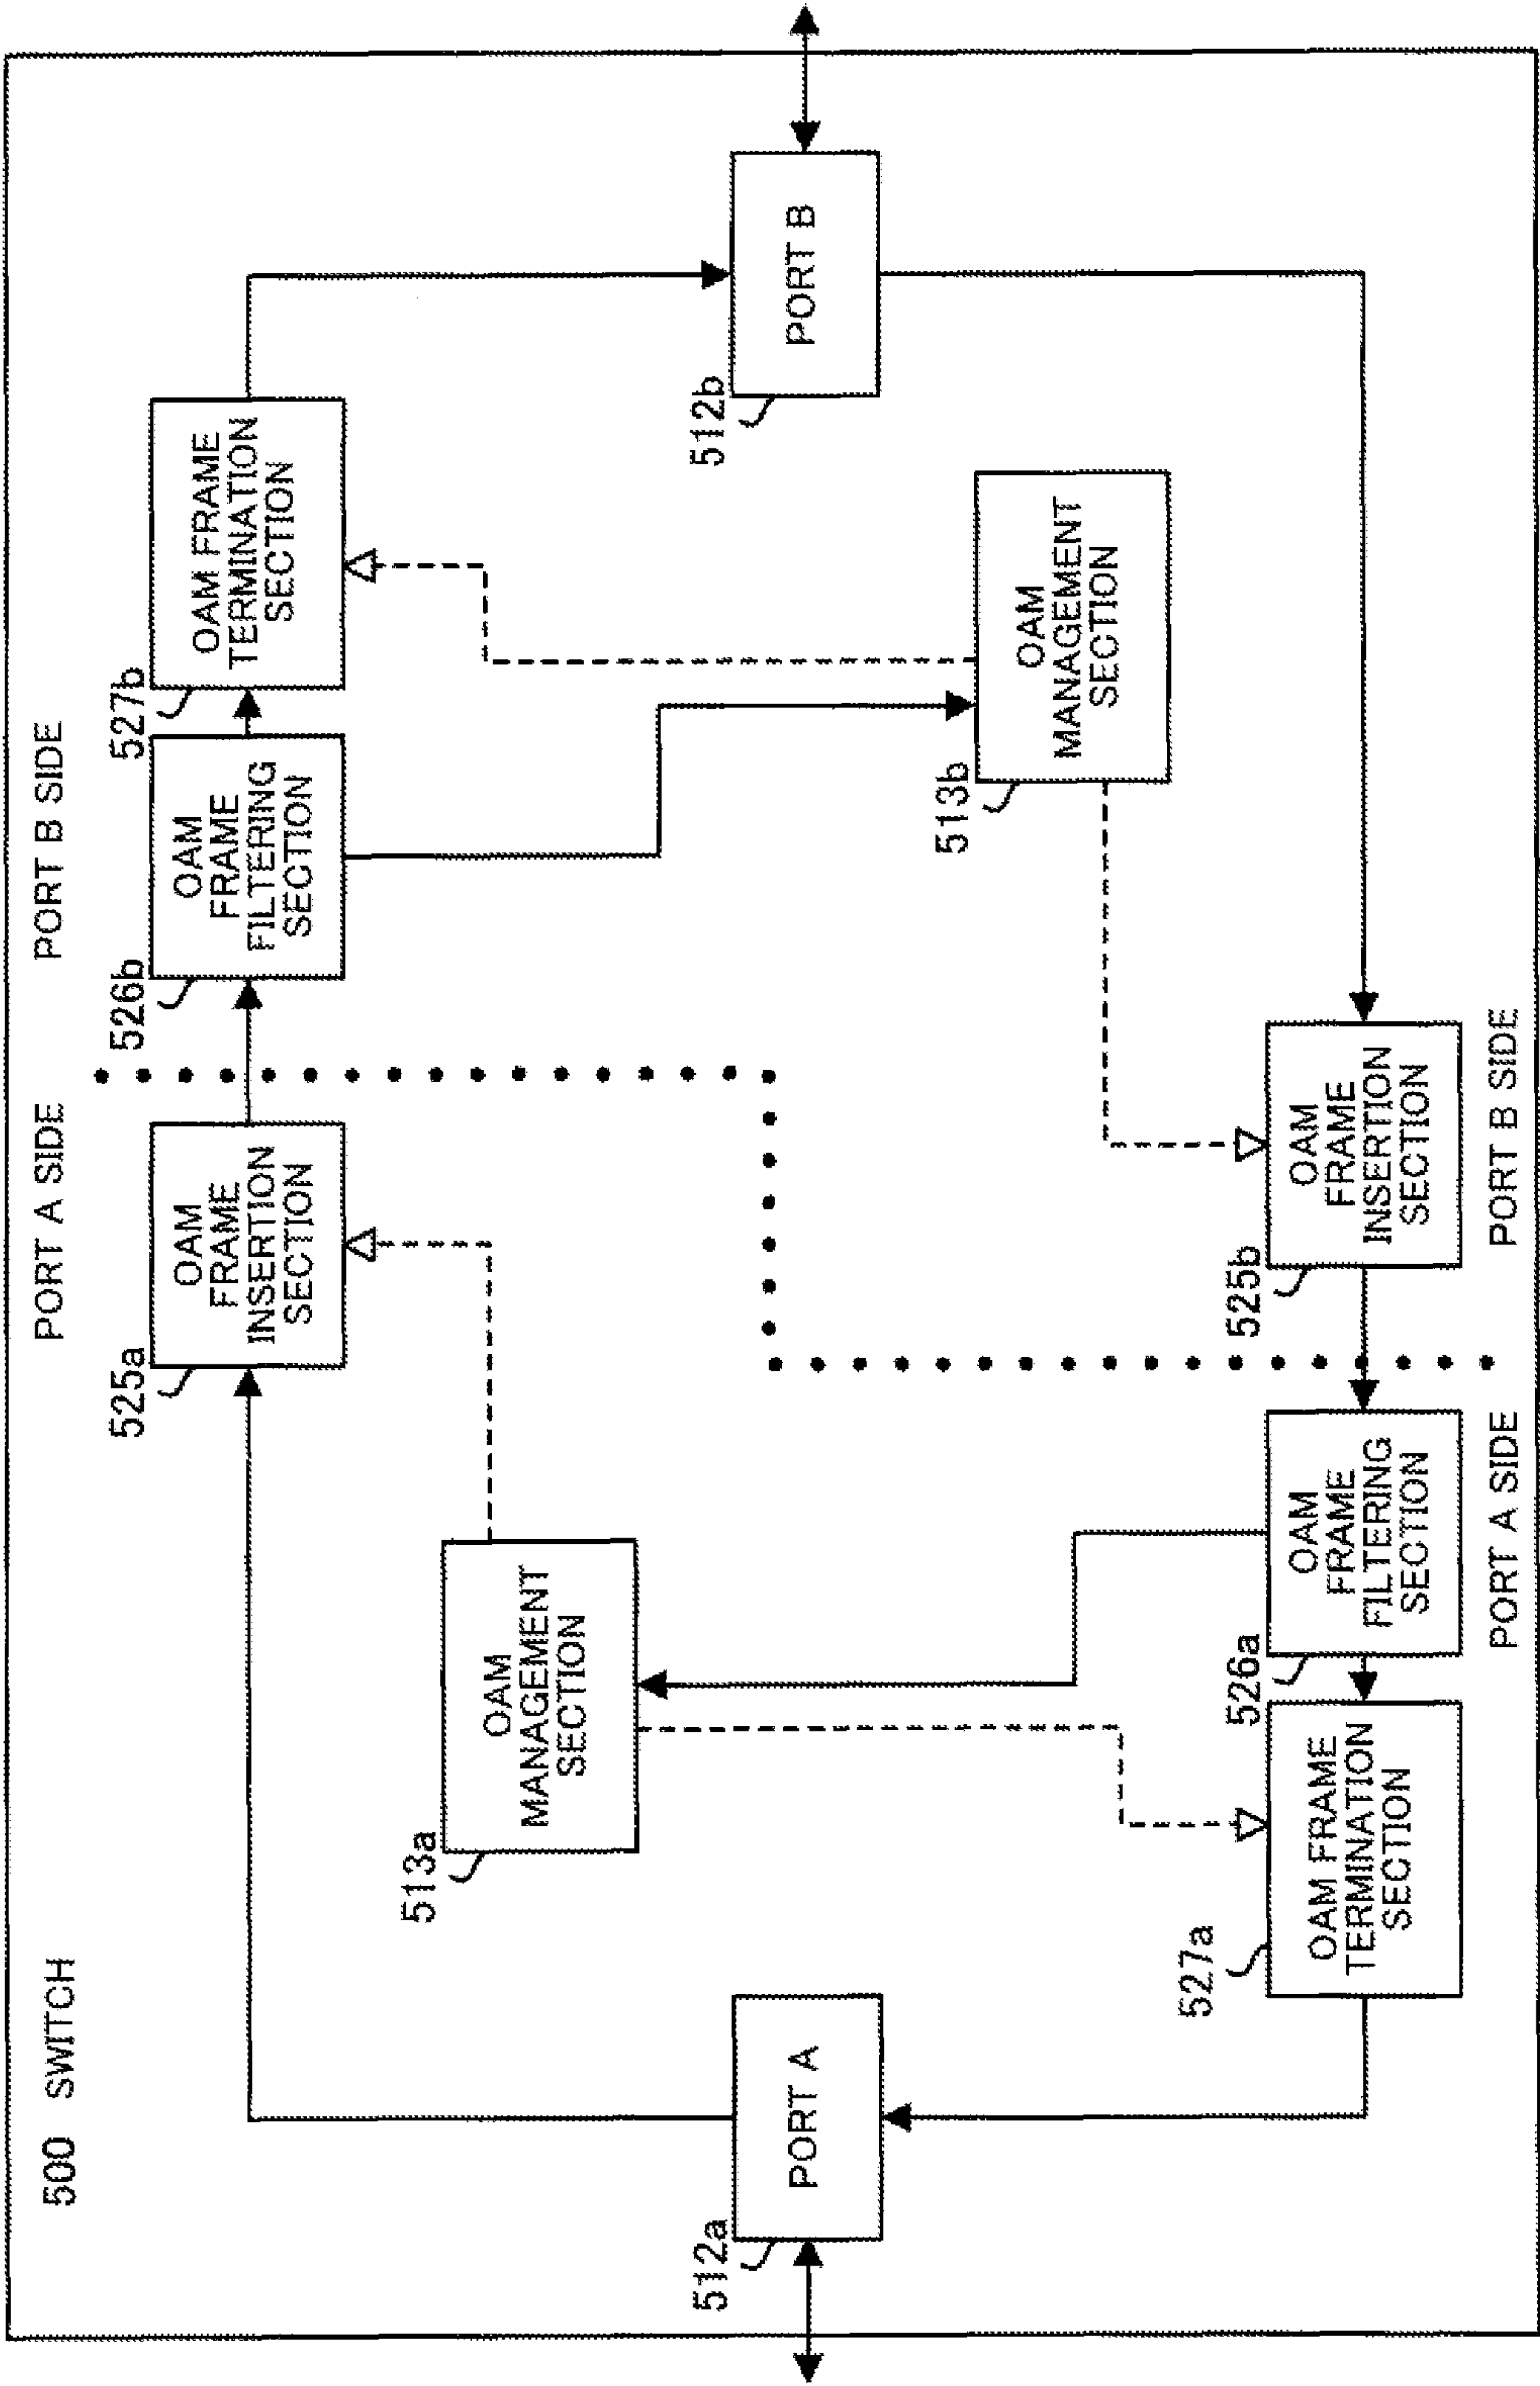 500 SWITCH
PORT A SIDE
PORT B SIDE
525a
OAM
FRAME
INSERTION
SECTION
526b
OAM
FRAME
FILTERING
SECTION
527b
OAM FRAME
TERMINATION
SECTION
513a
OAM
MANAGEMENT
SECTION
512a
PORT A
512b
PORT B
513b
OAM
MANAGEMENT
SECTION
527a
OAM FRAME
TERMINATION
SECTION
526a
OAM
FRAME
FILTERING
SECTION
525b
OAM
FRAME
INSERTION
SECTION
PORT A SIDE
PORT B SIDE